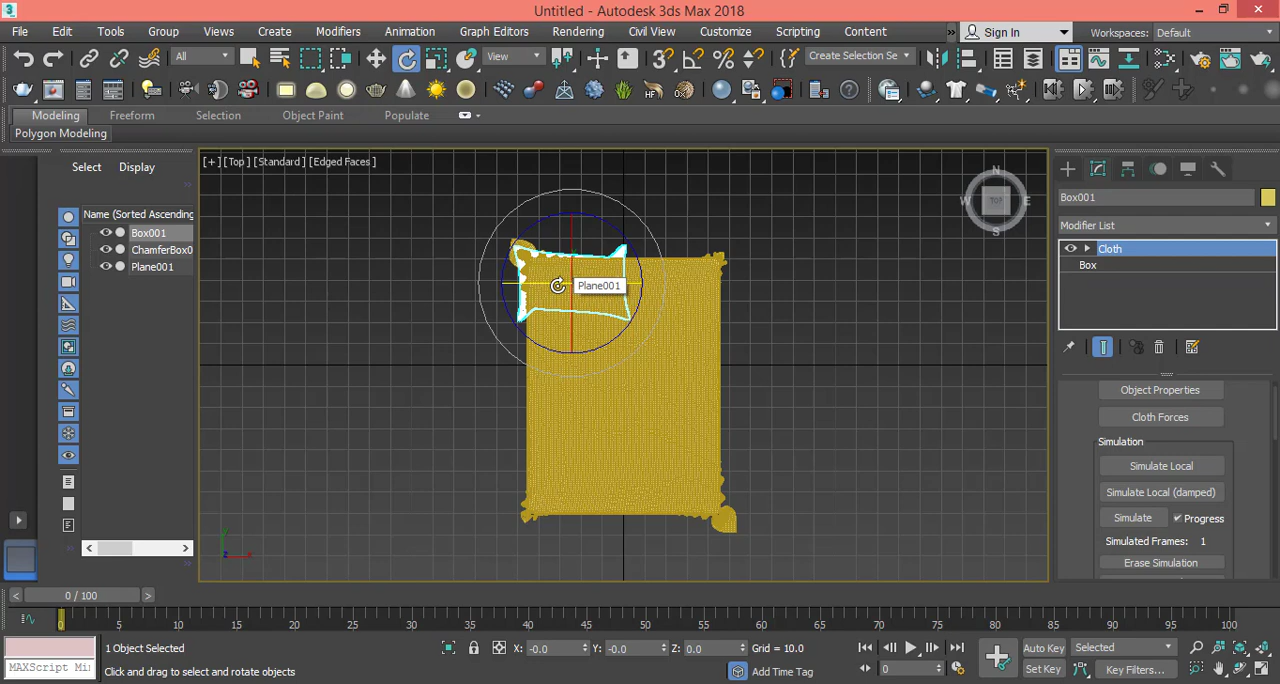 3
MAX
Untitled - Autodesk 3ds Max 2018
File Edit Tools Group Views Create Modifiers Animation Graph Editors Rendering Civil View Customize Scripting Content » Sign In Workspaces: Default
All View 3 Create Selection Se
HF
Modeling Freeform Selection Object Paint Populate
Polygon Modeling
Select Display
Name (Sorted Ascending
Box001
ChamferBox0
Plane001
[+] [Top] [Standard] [Edged Faces]
N
W TOP E
S
Plane001
y
z x
Box001
Modifier List
Cloth
Box
Object Properties
Cloth Forces
Simulation
Simulate Local
Simulate Local (damped)
Simulate Progress
Simulated Frames: 1
Erase Simulation
< 0 / 100 >
0 5 10 15 20 25 30 35 40 45 50 55 60 65 70 75 80 85 90 95 100
MAXScript Mi
1 Object Selected
Click and drag to select and rotate objects
X: -0.0 Y: -0.0 Z: 0.0 Grid = 10.0
Add Time Tag
0
Auto Key Selected
Set Key Key Filters...